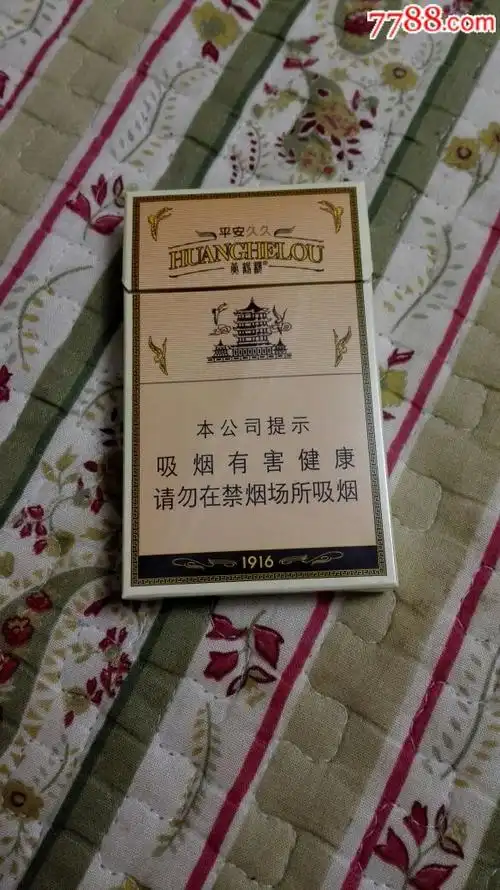 7788.com
平安久久
HUANGHELOU
黄鹤楼®
本公司提示
吸烟有害健康
请勿在禁烟场所吸烟
1916